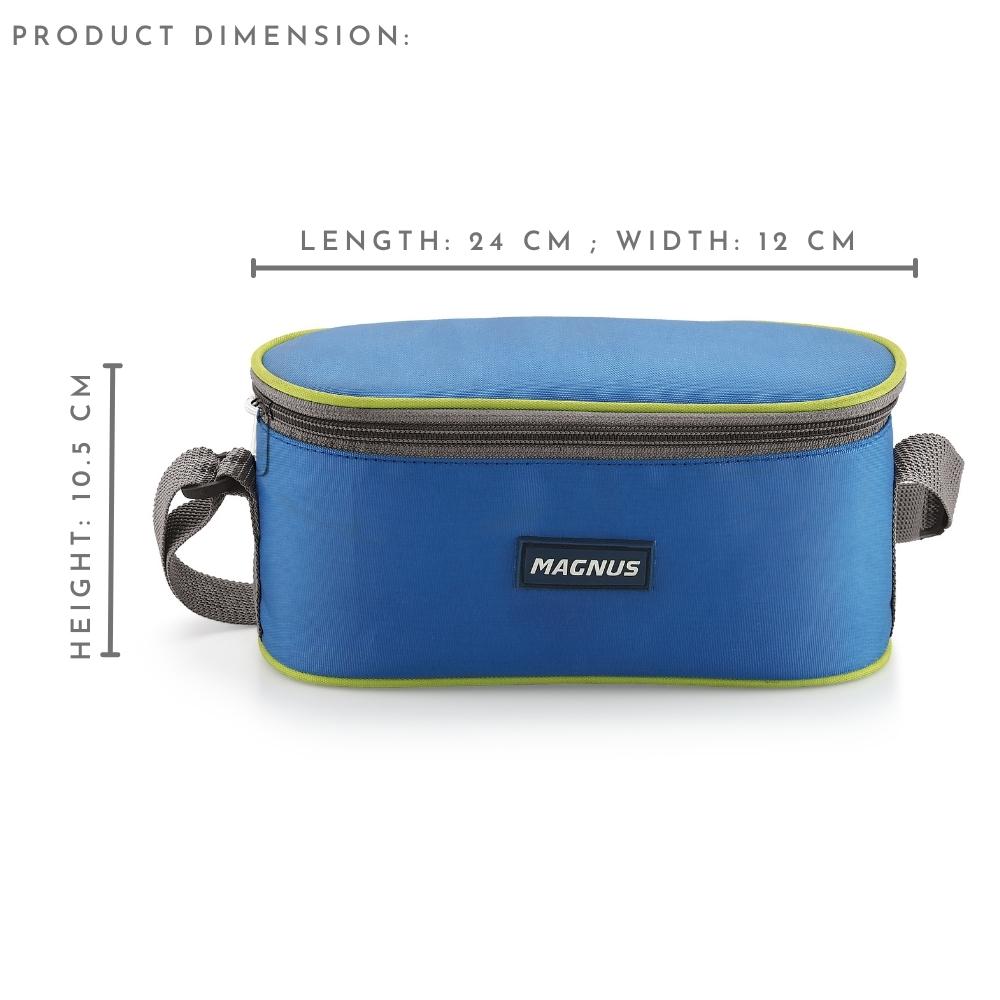 PRODUCT DIMENSION:
LENGTH: 24 CM ; WIDTH: 12 CM
HEIGHT: 10.5 CM
MAGNUS